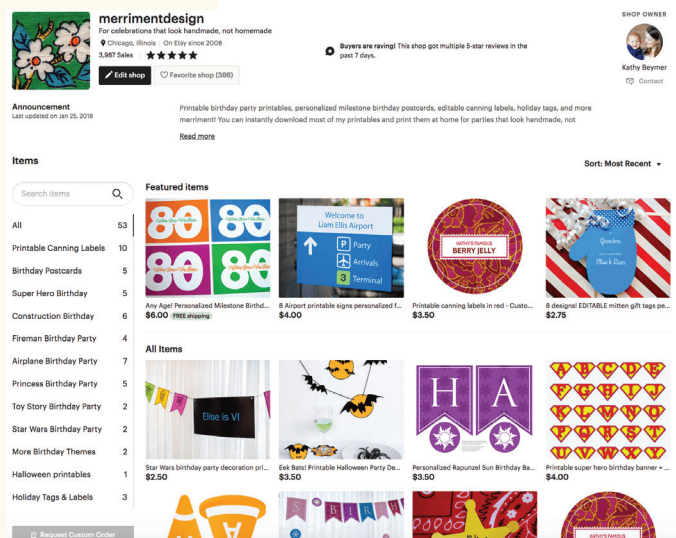 merrimentdesign
For celebrations that look handmade, not homemade
Chicago, Illinois | On Etsy since 2008
3,987 Sales
Edit shop
Favorite shop (386)
Buyers are raving! This shop got multiple 5-star reviews in the
past 7 days.
SHOP OWNER
Kathy Beymer
Contact
Announcement
Last updated on Jan 25, 2018
Printable birthday party printables, personalized milestone birthday postcards, editable canning labels, holiday tags, and more
merriment! You can instantly download most of my printables and print them at home for parties that look handmade, not
Read more
Items
Sort: Most Recent
Search items
All 53
Printable Canning Labels 10
Birthday Postcards 5
Super Hero Birthday 5
Construction Birthday 6
Fireman Birthday Party 4
Airplane Birthday Party 7
Princess Birthday Party 5
Toy Story Birthday Party 2
Star Wars Birthday Party 2
More Birthday Themes 2
Halloween printables 1
Holiday Tags & Labels 3
Request Custom Order
Featured items
80 80
80 80
Welcome to
Liam Ellis Airport
P Party
Arrivals
3 Terminal
KATHY'S FAMOUS
BERRY JELLY
Grandma
Ellie & Liam
Any Age! Personalized Milestone Birthd...
$6.00 FREE shipping
8 Airport printable signs personalized f...
$4.00
Printable canning labels in red - Custo...
$3.50
8 designs! EDITABLE mitten gift tags pe...
$2.75
All Items
Elise is VI
H A
A B C D E
F G H I J
K L M N O
P Q R S T
U V W X Y
Star Wars birthday party decoration pri...
$2.50
Eek Bats! Printable Halloween Party De...
$3.50
Personalized Rapunzel Sun Birthday Ba...
$3.50
Printable super hero birthday banner + ...
$4.00
A
S B I R
KATHY'S FAMOUS